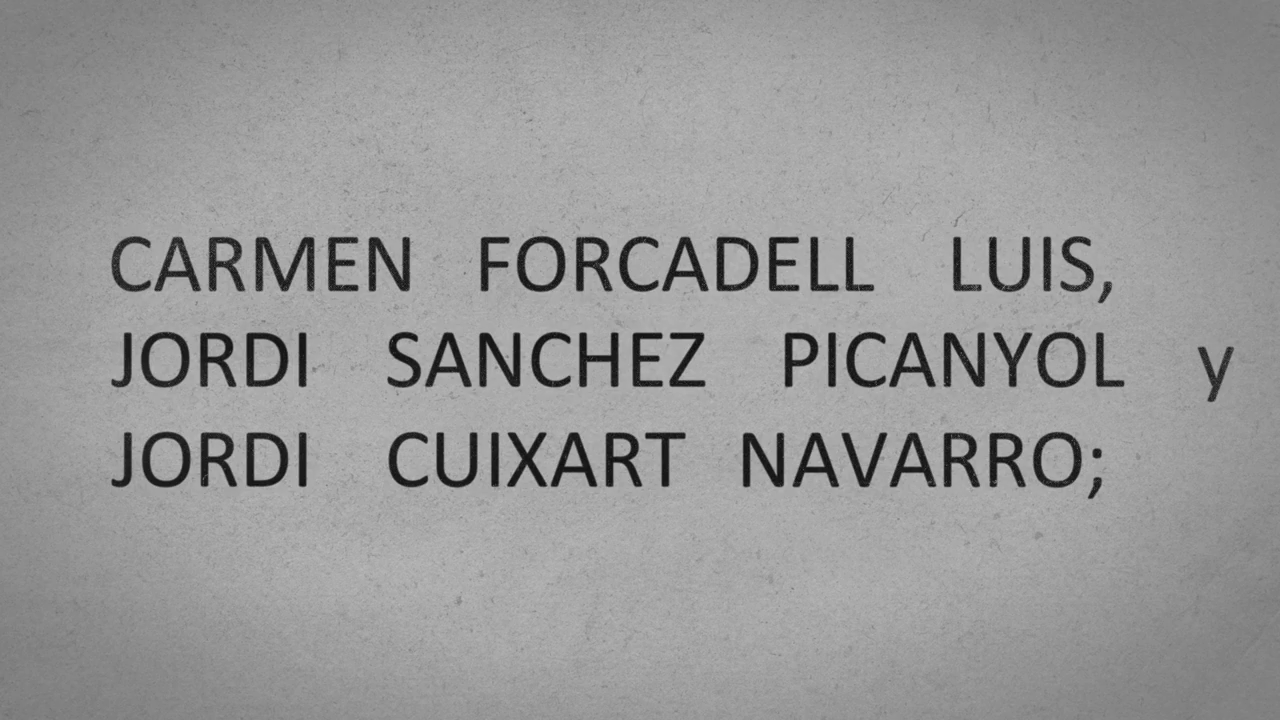 CARMEN FORCADELL LUIS,
JORDI SANCHEZ PICANYOL y
JORDI CUIXART NAVARRO;